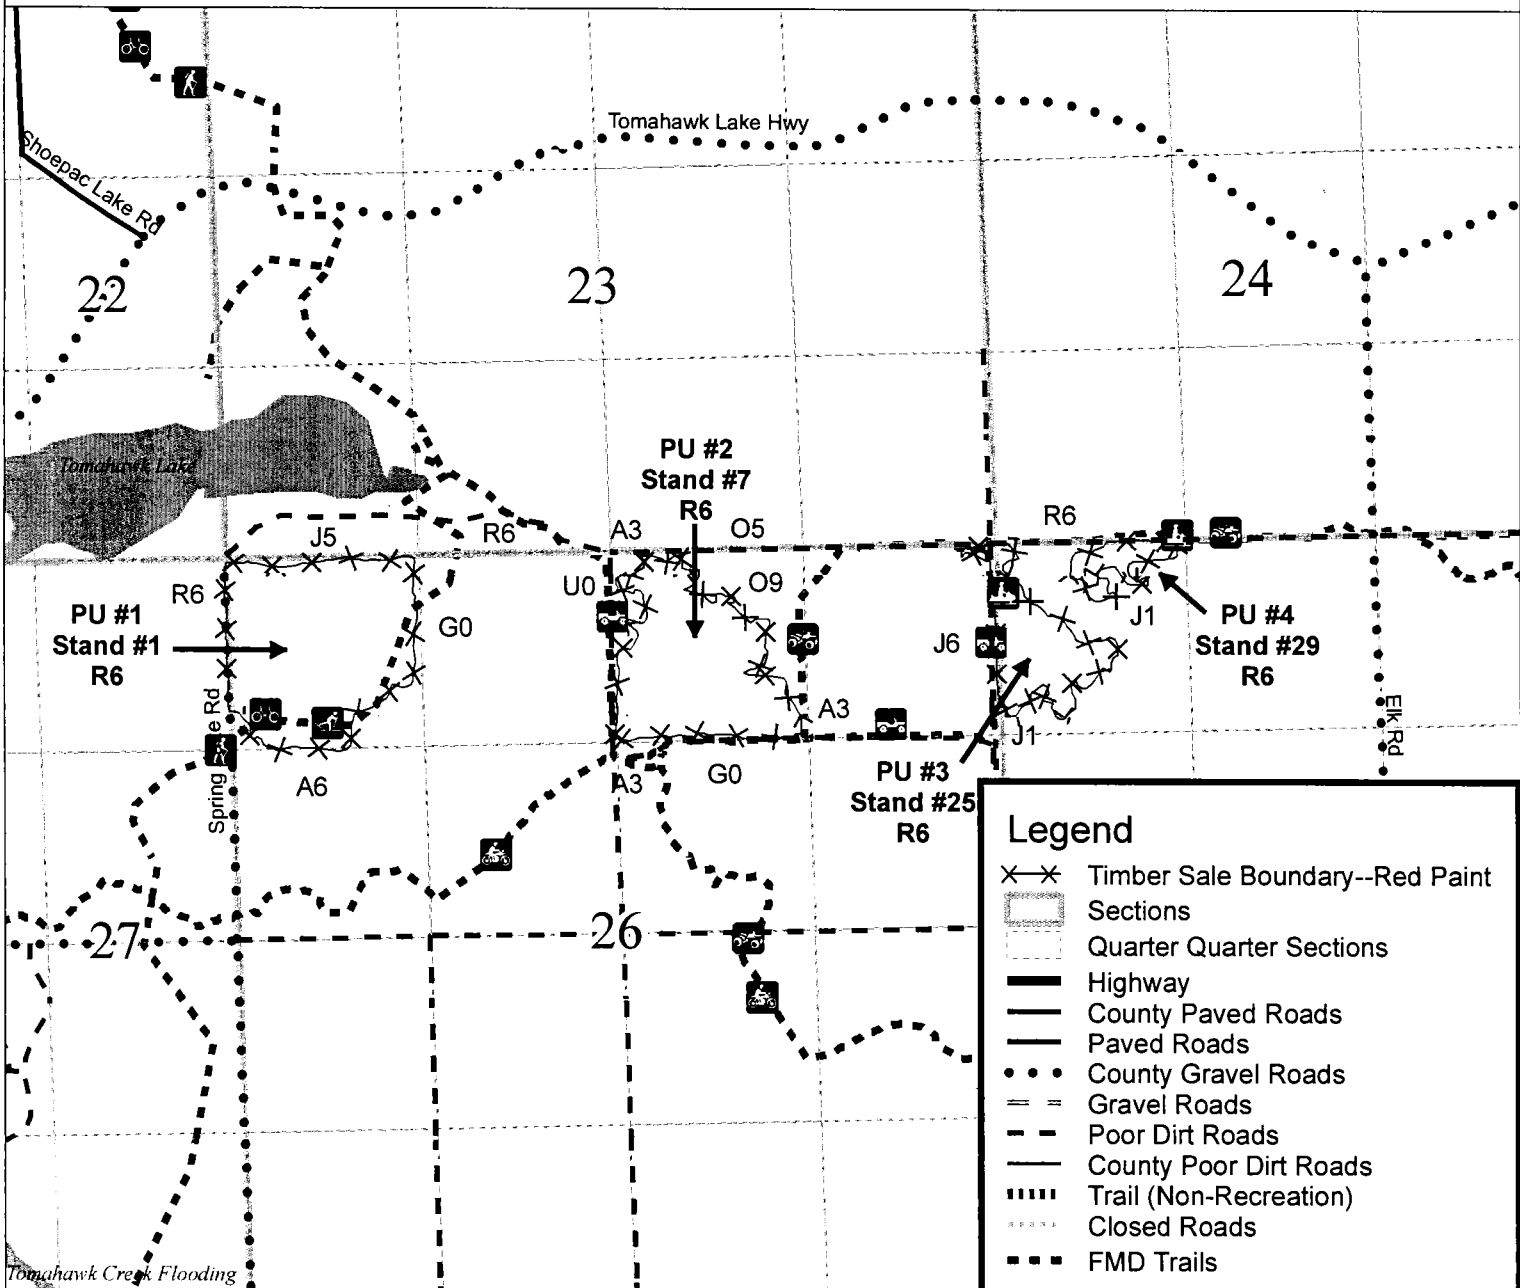 Tomahawk Lake Hwy
Shoepac Lake Rd
22
23
24
Tomahawk Lake
PU #2
Stand #7
R6
J5
R6
A3
O5
R6
R6
U0
O9
PU #1
Stand #1
R6
G0
J6
J1
PU #4
Stand #29
R6
A3
J1
Spring
e Rd
Elk Rd
A6
A3
G0
PU #3
Stand #25
R6
27
26
Tomahawk Creek Flooding
Legend
Timber Sale Boundary--Red Paint
Sections
Quarter Quarter Sections
Highway
County Paved Roads
Paved Roads
County Gravel Roads
Gravel Roads
Poor Dirt Roads
County Poor Dirt Roads
Trail (Non-Recreation)
Closed Roads
FMD Trails